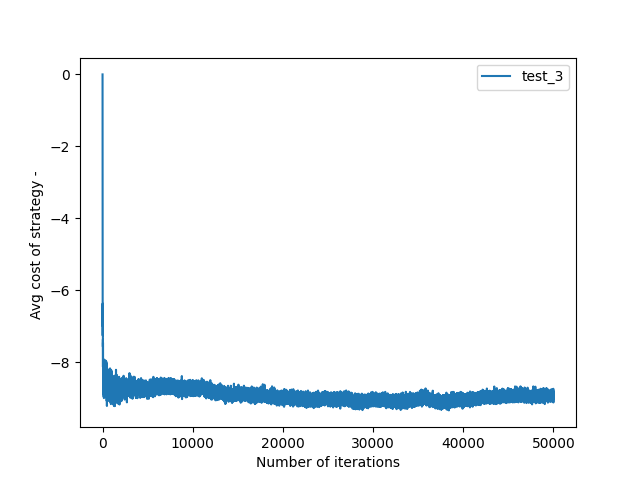 test_3
0
−2
−4
−6
−8
Avg cost of strategy -
0 10000 20000 30000 40000 50000
Number of iterations